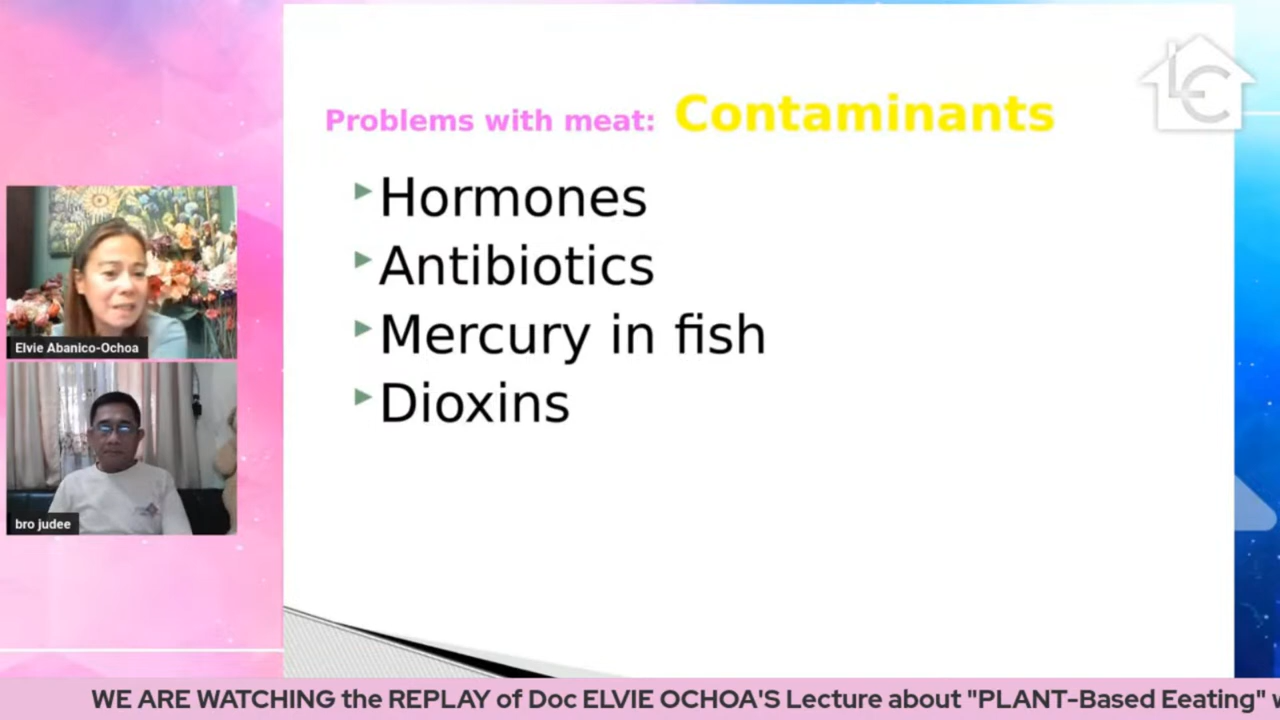 LC
Problems with meat: Contaminants
Hormones
Antibiotics
Mercury in fish
Dioxins
Elvie Abanico-Ochoa
bro judee
WE ARE WATCHING the REPLAY of Doc ELVIE OCHOA'S Lecture about "PLANT-Based Eeating" w